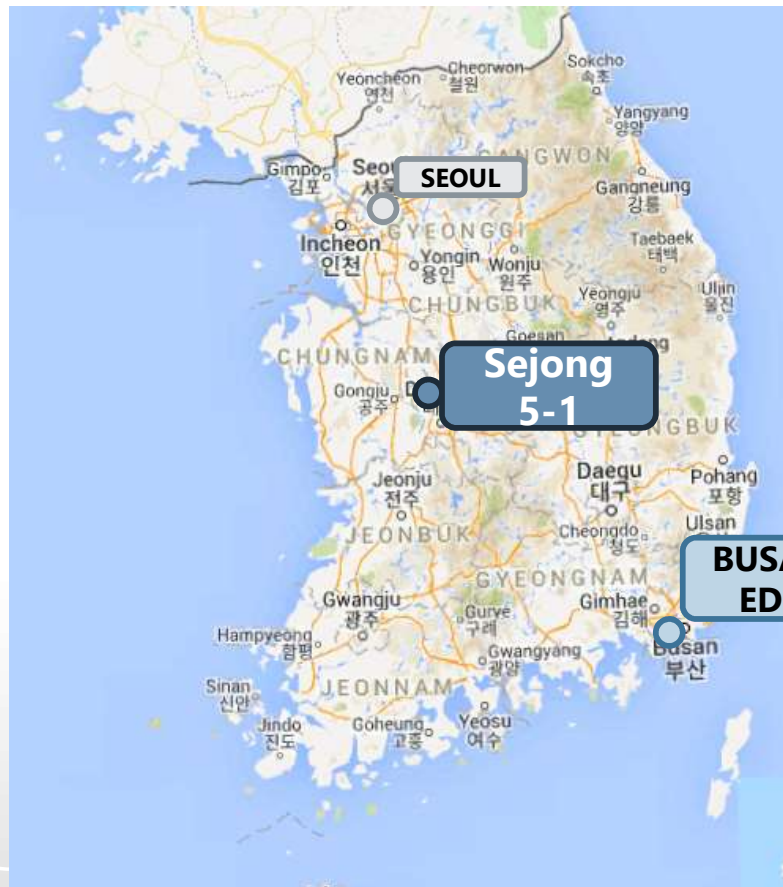 Cheorwon
철원
Sokcho
속초
Yeoncheon
연천
Yangyang
양양
GANGWON
Gimpo
김포
SEOUL
Gangneung
강릉
GYEONGGI
Incheon
인천
Taebaek
태백
Yongin
용인
Wonju
원주
Yeongju
영주
Uljin
울진
CHUNGBUK
Goesan
CHUNGNAM
Sejong
5-1
Gongju
공주
Daegu
대구
Pohang
포항
Jeonju
전주
Ulsan
Cheongdo
청도
JEONBUK
GYEONGNAM
ED
Gwangju
광주
Gimhae
김해
Gurye
구례
Hampyeong
함평
Busan
부산
Gwangyang
광양
Sinan
신안
JEONNAM
Jindo
진도
Goheung
고흥
Yeosu
여수